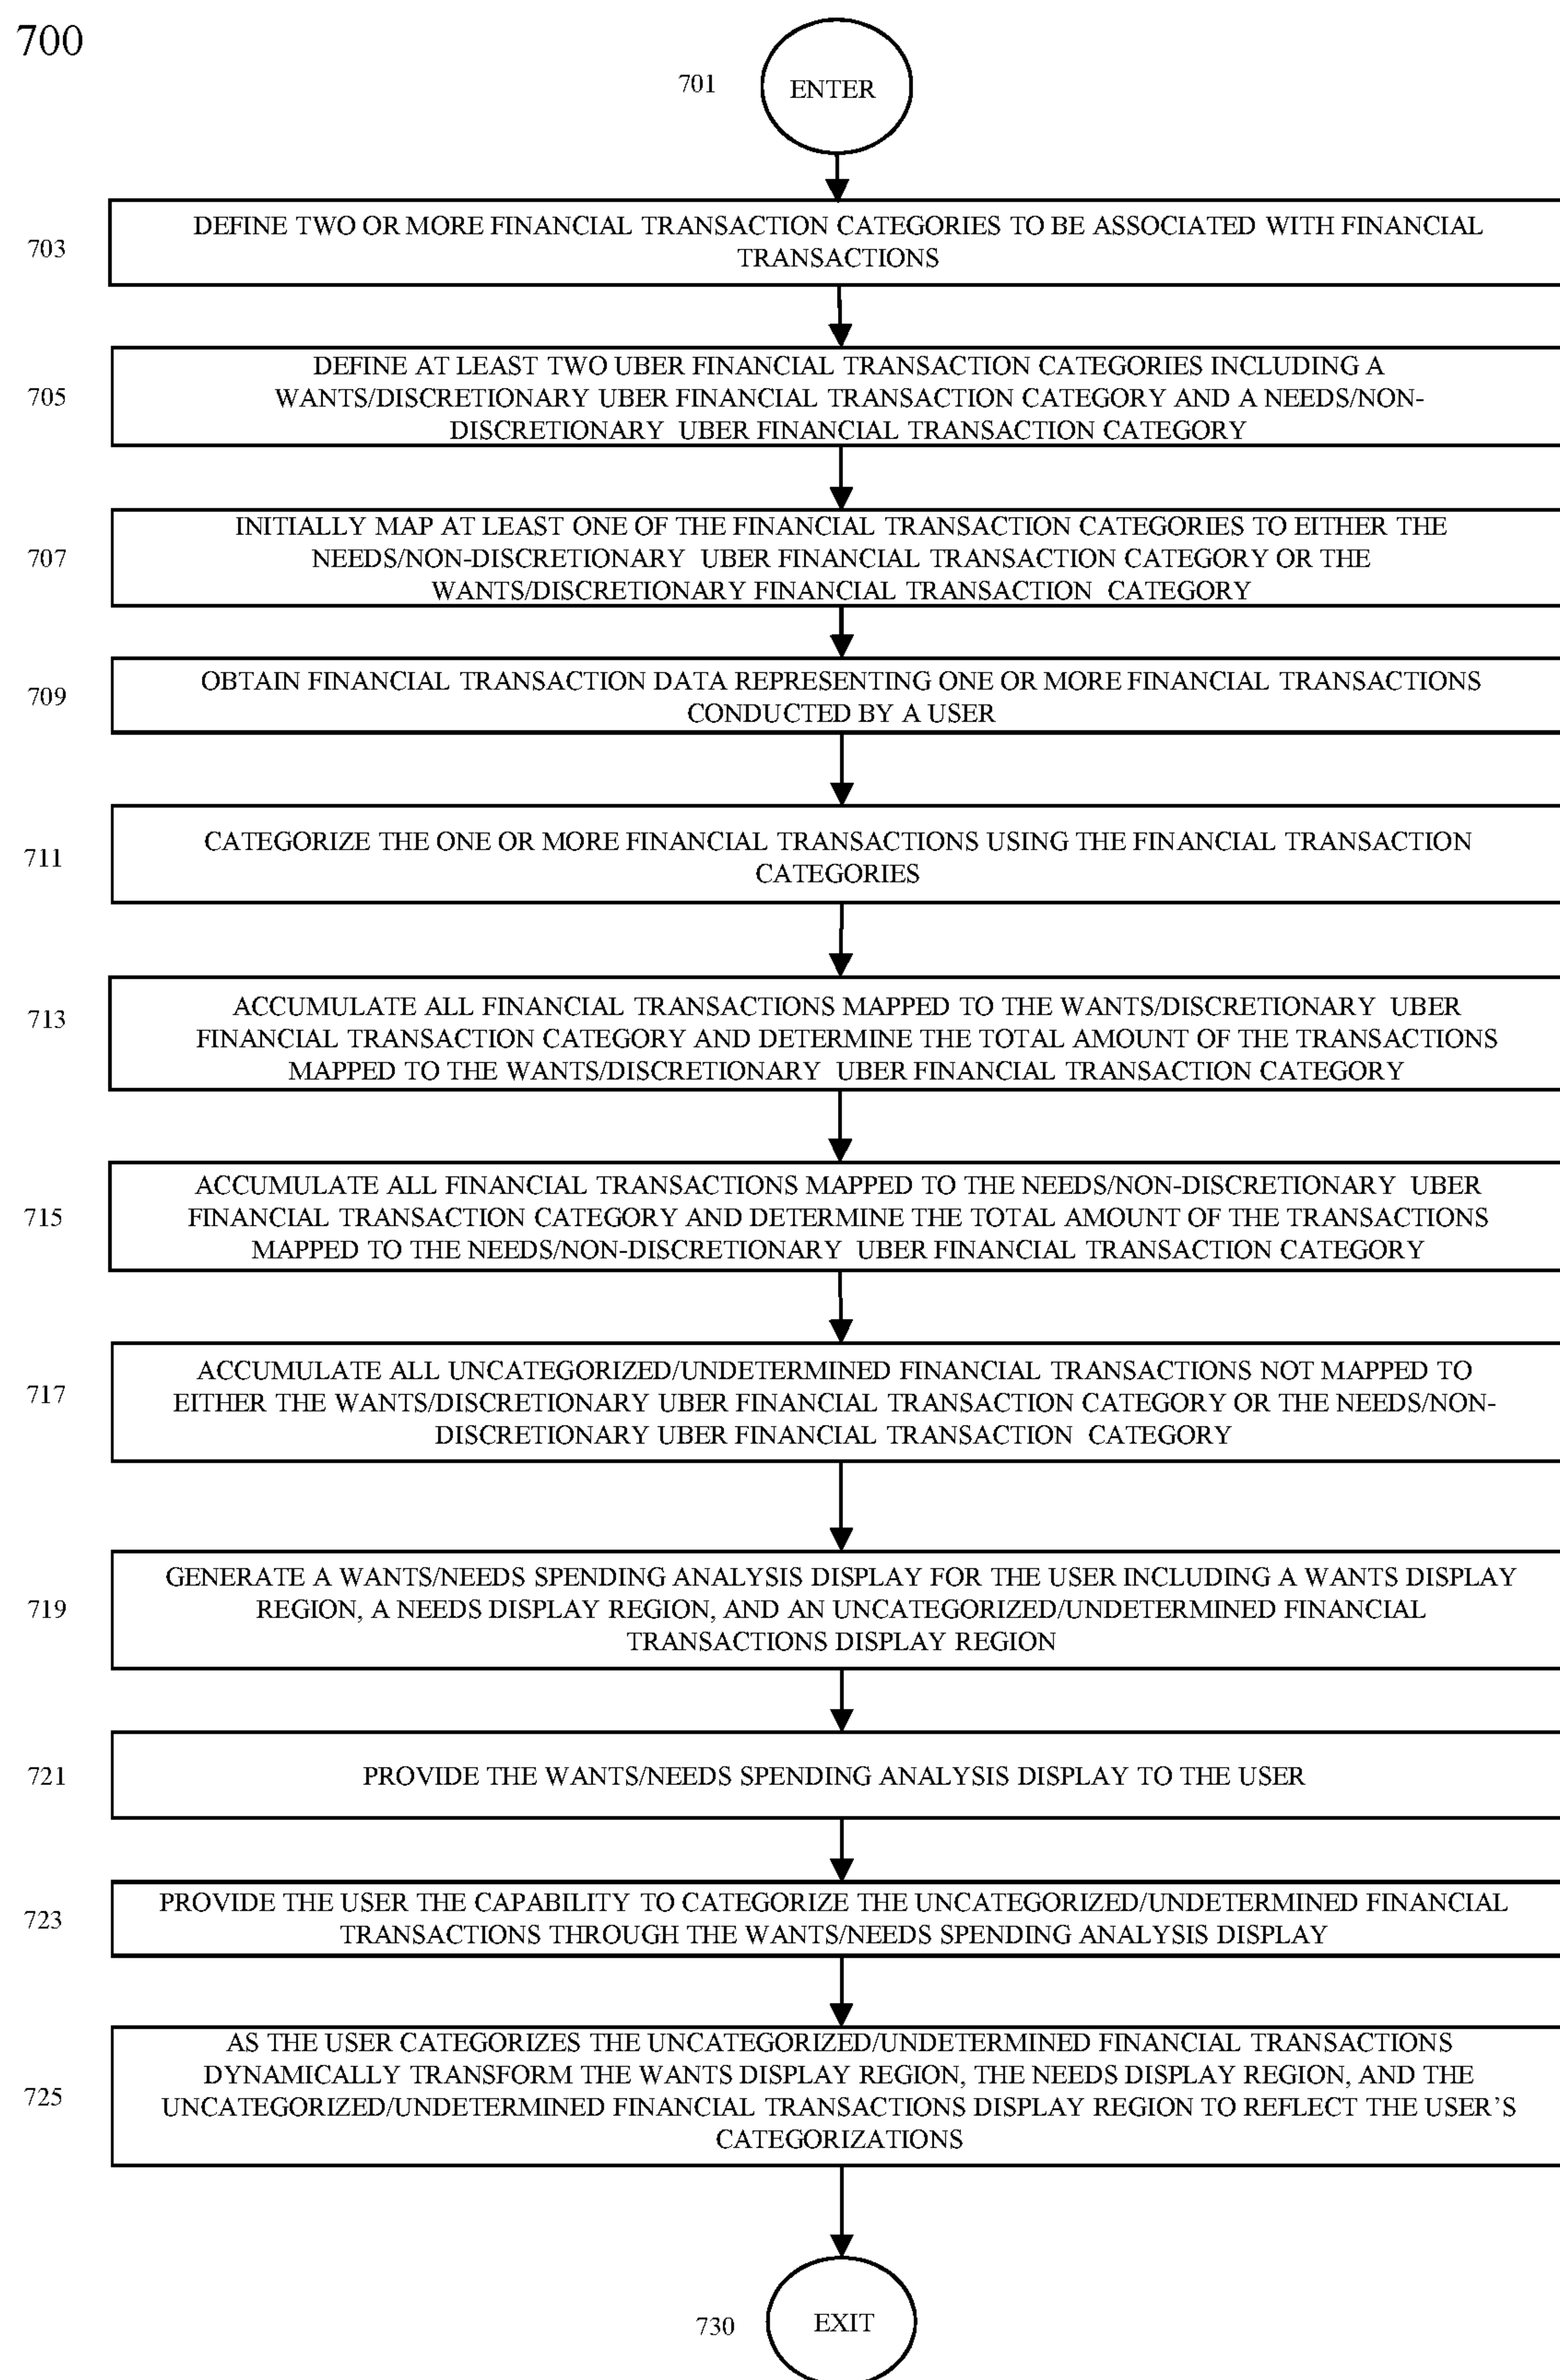 700
701
ENTER
703
DEFINE TWO OR MORE FINANCIAL TRANSACTION CATEGORIES TO BE ASSOCIATED WITH FINANCIAL
TRANSACTIONS
705
DEFINE AT LEAST TWO UBER FINANCIAL TRANSACTION CATEGORIES INCLUDING A
WANTS/DISCRETIONARY UBER FINANCIAL TRANSACTION CATEGORY AND A NEEDS/NON-
DISCRETIONARY UBER FINANCIAL TRANSACTION CATEGORY
707
INITIALLY MAP AT LEAST ONE OF THE FINANCIAL TRANSACTION CATEGORIES TO EITHER THE
NEEDS/NON-DISCRETIONARY UBER FINANCIAL TRANSACTION CATEGORY OR THE
WANTS/DISCRETIONARY FINANCIAL TRANSACTION CATEGORY
709
OBTAIN FINANCIAL TRANSACTION DATA REPRESENTING ONE OR MORE FINANCIAL TRANSACTIONS
CONDUCTED BY A USER
711
CATEGORIZE THE ONE OR MORE FINANCIAL TRANSACTIONS USING THE FINANCIAL TRANSACTION
CATEGORIES
713
ACCUMULATE ALL FINANCIAL TRANSACTIONS MAPPED TO THE WANTS/DISCRETIONARY UBER
FINANCIAL TRANSACTION CATEGORY AND DETERMINE THE TOTAL AMOUNT OF THE TRANSACTIONS
MAPPED TO THE WANTS/DISCRETIONARY UBER FINANCIAL TRANSACTION CATEGORY
715
ACCUMULATE ALL FINANCIAL TRANSACTIONS MAPPED TO THE NEEDS/NON-DISCRETIONARY UBER
FINANCIAL TRANSACTION CATEGORY AND DETERMINE THE TOTAL AMOUNT OF THE TRANSACTIONS
MAPPED TO THE NEEDS/NON-DISCRETIONARY UBER FINANCIAL TRANSACTION CATEGORY
717
ACCUMULATE ALL UNCATEGORIZED/UNDETERMINED FINANCIAL TRANSACTIONS NOT MAPPED TO
EITHER THE WANTS/DISCRETIONARY UBER FINANCIAL TRANSACTION CATEGORY OR THE NEEDS/NON-
DISCRETIONARY UBER FINANCIAL TRANSACTION CATEGORY
719
GENERATE A WANTS/NEEDS SPENDING ANALYSIS DISPLAY FOR THE USER INCLUDING A WANTS DISPLAY
REGION, A NEEDS DISPLAY REGION, AND AN UNCATEGORIZED/UNDETERMINED FINANCIAL
TRANSACTIONS DISPLAY REGION
721
PROVIDE THE WANTS/NEEDS SPENDING ANALYSIS DISPLAY TO THE USER
723
PROVIDE THE USER THE CAPABILITY TO CATEGORIZE THE UNCATEGORIZED/UNDETERMINED FINANCIAL
TRANSACTIONS THROUGH THE WANTS/NEEDS SPENDING ANALYSIS DISPLAY
725
AS THE USER CATEGORIZES THE UNCATEGORIZED/UNDETERMINED FINANCIAL TRANSACTIONS
DYNAMICALLY TRANSFORM THE WANTS DISPLAY REGION, THE NEEDS DISPLAY REGION, AND THE
UNCATEGORIZED/UNDETERMINED FINANCIAL TRANSACTIONS DISPLAY REGION TO REFLECT THE USER'S
CATEGORIZATIONS
730
EXIT